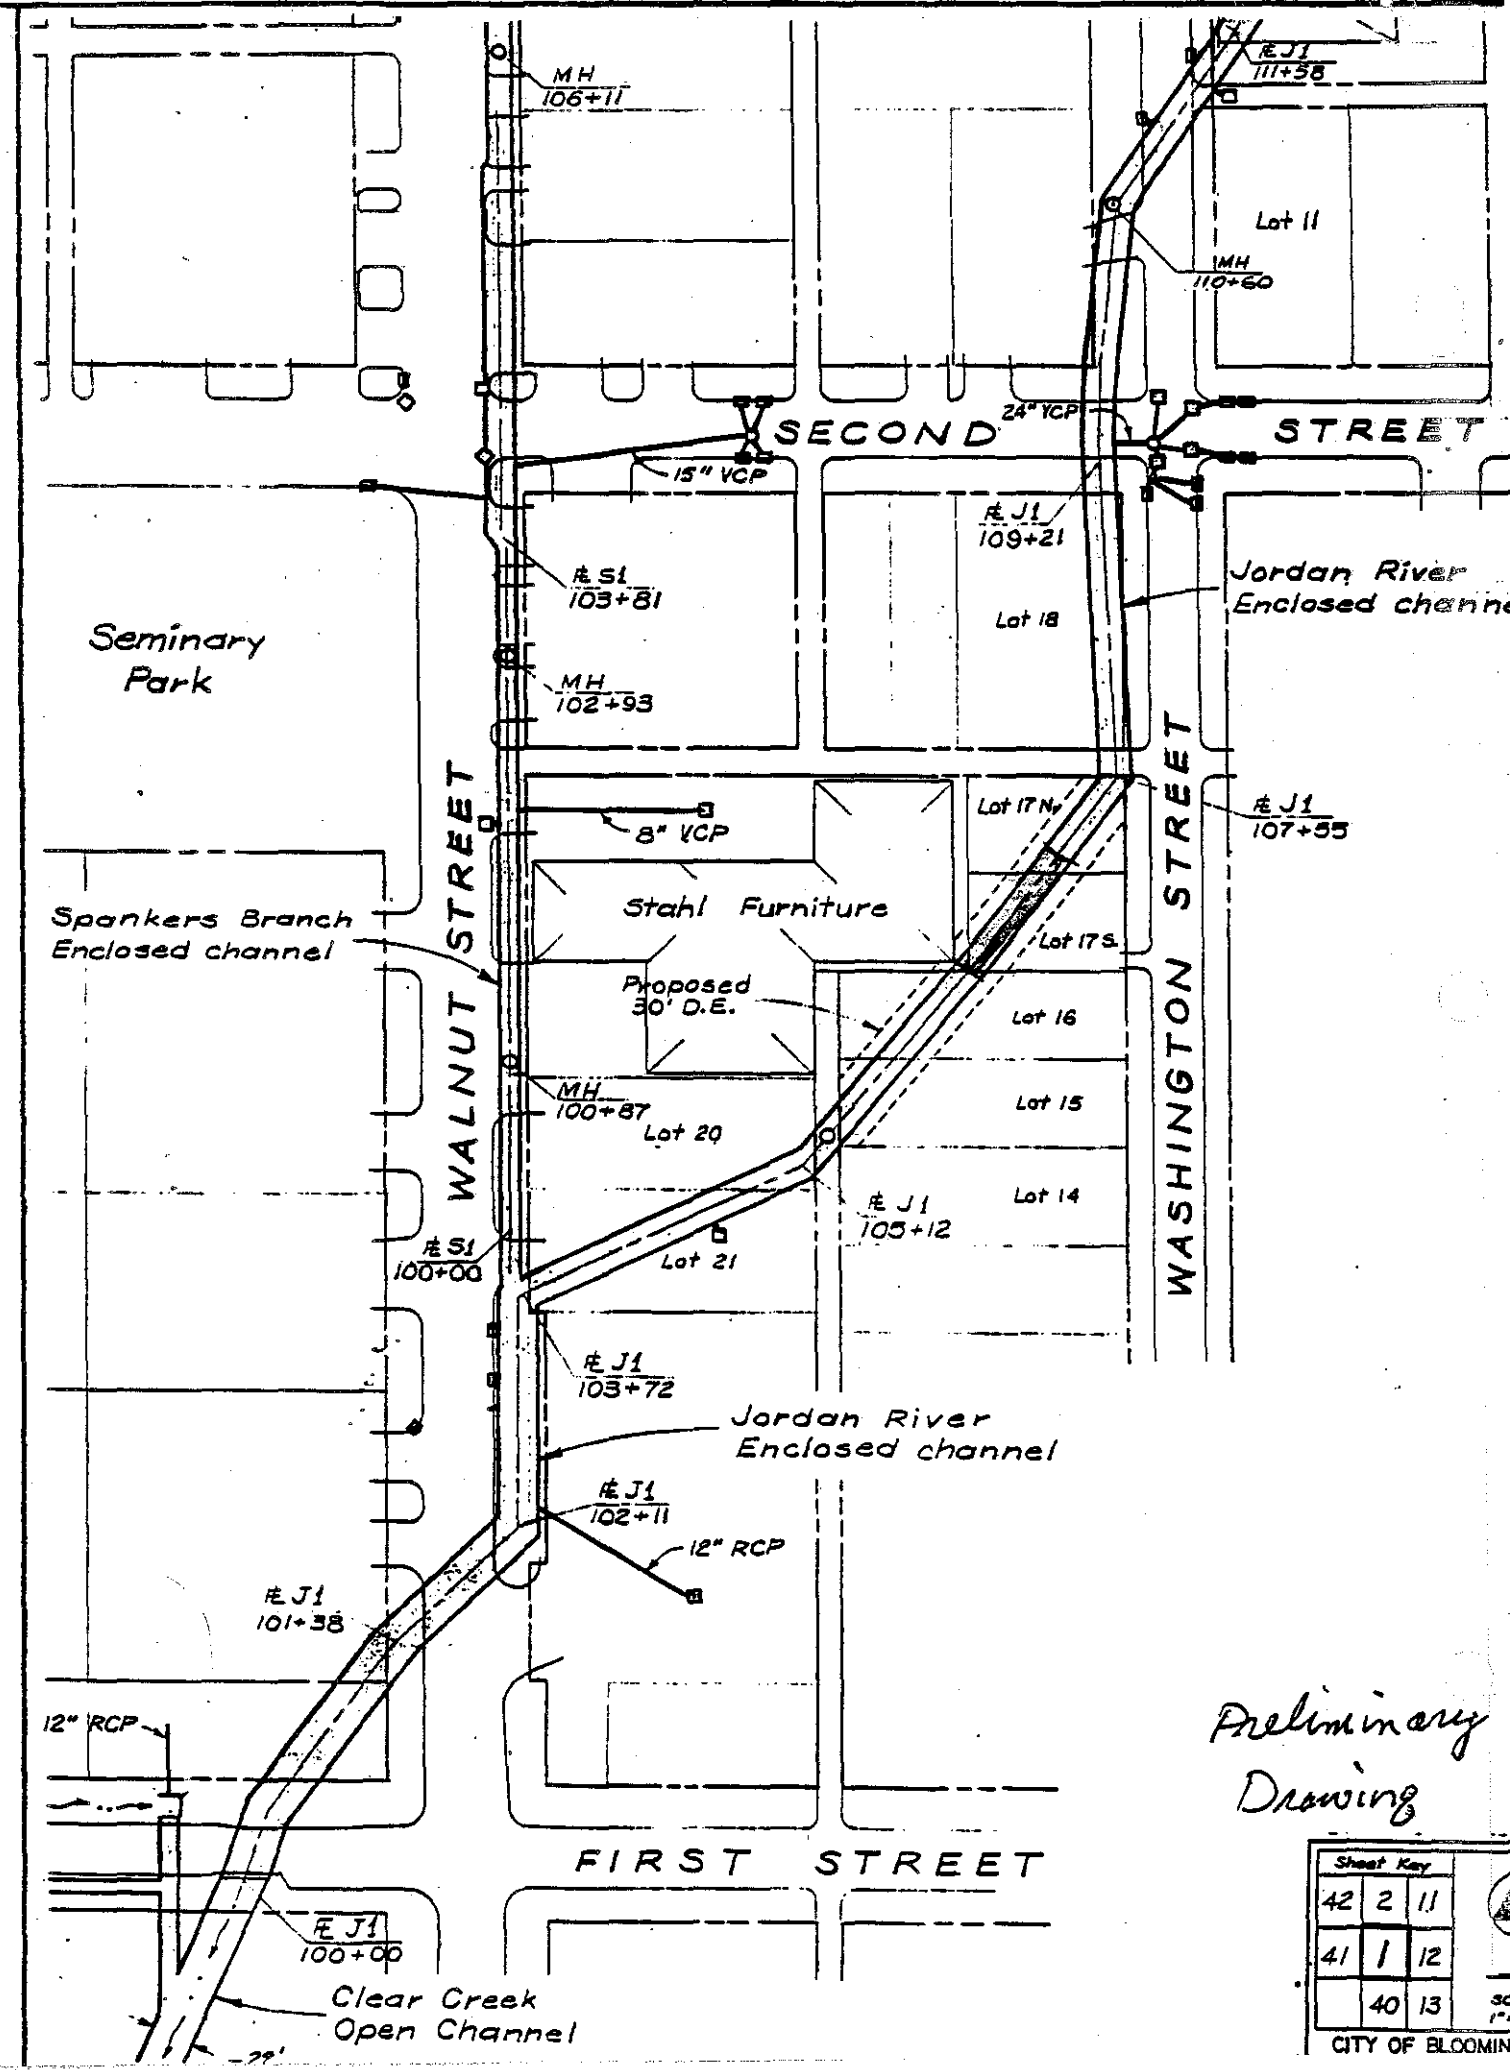 MH
106+11
℄ J1
111+58
Lot 11
MH
110+60
SECOND STREET
24" VCP
15" VCP
℄ J1
109+21
℄ S1
103+81
Jordan River
Enclosed
Lot 18
Seminary
Park
MH
102+93
WALNUT STREET
WASHINGTON STREET
8" VCP
Lot 17 N.
℄ J1
107+55
Spankers Branch
Enclosed channel
Stahl Furniture
Lot 17 S.
Proposed
30' D.E.
Lot 16
MH
100+87
Lot 15
Lot 20
Lot 14
℄ J1
105+12
℄ S1
100+00
Lot 21
℄ J1
103+72
Jordan River
Enclosed channel
℄ J1
102+11
12" RCP
℄ J1
101+38
12" RCP
Preliminary
Drawing
FIRST STREET
℄ J1
100+00
Clear Creek
Open Channel
Sheet Key
42 2 11
41 1 12
40 13
CITY OF